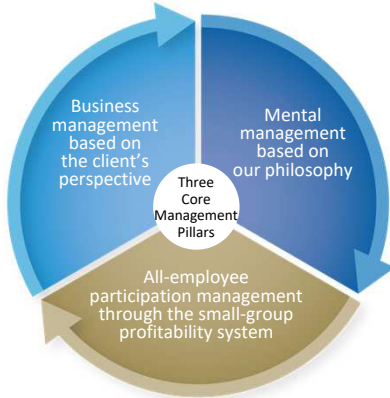 Business
management
based on
the client's
perspective
Mental
management
based on
our philosophy
Three
Core
Management
Pillars
All-employee
participation management
through the small-group
profitability system